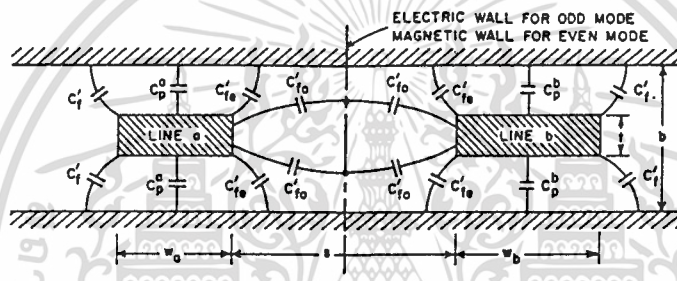 ELECTRIC WALL FOR ODD MODE
MAGNETIC WALL FOR EVEN MODE
C'f C^a_p C'fe C'fo C'fo C'fe C^b_p C'f
LINE a LINE b t b
C'f C^a_p C'fe C'fo C'fo C'fe C^b_p C'f
w_a s w_b